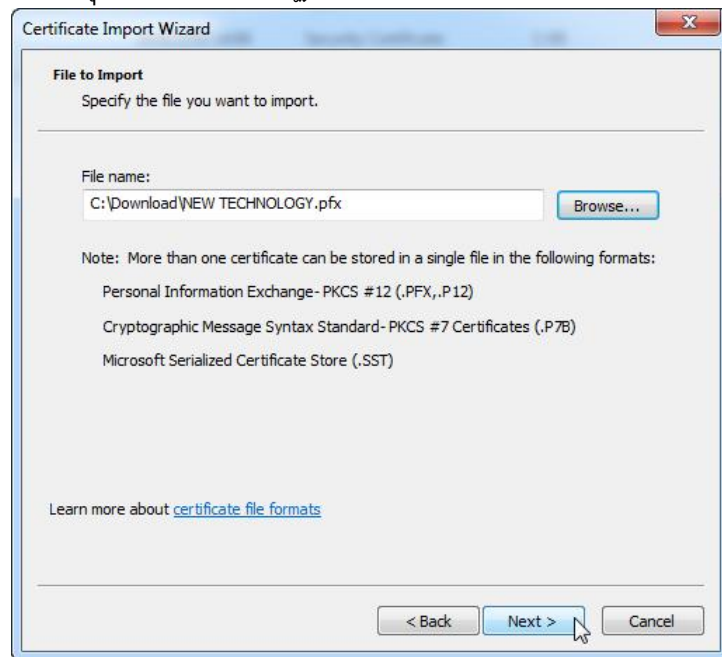 Certificate Import Wizard
File to Import
Specify the file you want to import.
File name:
C:\Download\NEW TECHNOLOGY.pfx
Browse...
Note: More than one certificate can be stored in a single file in the following formats:
Personal Information Exchange- PKCS #12 (.PFX,.P12)
Cryptographic Message Syntax Standard- PKCS #7 Certificates (.P7B)
Microsoft Serialized Certificate Store (.SST)
Learn more about certificate file formats
< Back Next > Cancel